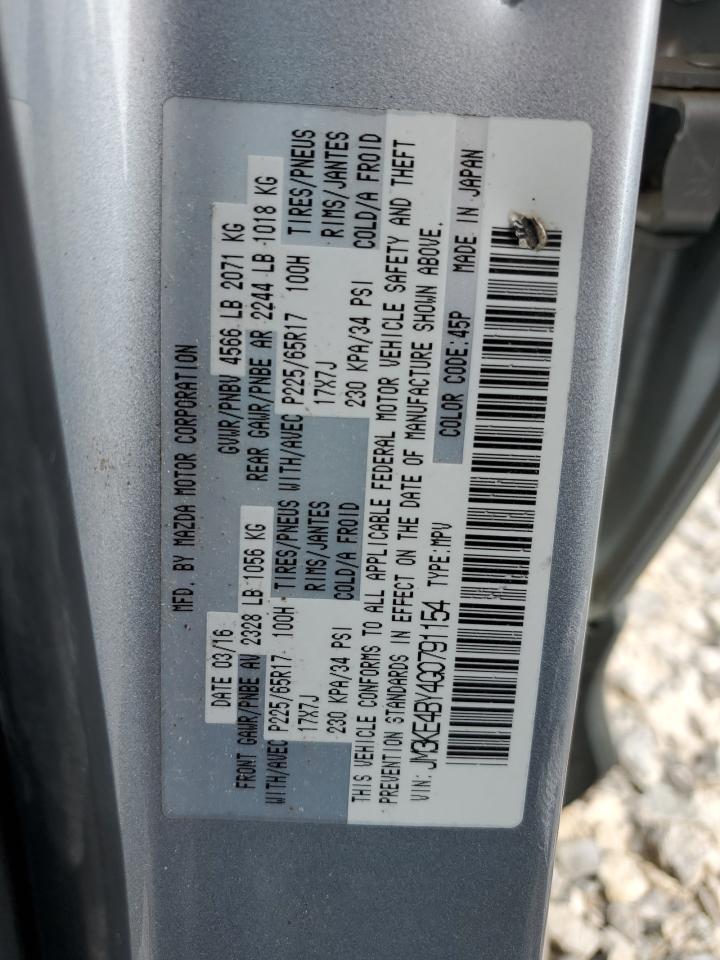 MFD. BY MAZDA MOTOR CORPORATION
DATE 03/16 GVWR/PNBV 4566 LB 2071 KG
FRONT GAWR/PNBE AV 2328 LB 1056 KG REAR GAWR/PNBE AR 2244 LB 1018 KG
WITH/AVEC P225/65R17 100H TIRES/PNEUS WITH/AVEC P225/65R17 100H TIRES/PNEUS
17X7J RIMS/JANTES 17X7J RIMS/JANTES
230 KPA/34 PSI COLD/A FROID 230 KPA/34 PSI COLD/A FROID
THIS VEHICLE CONFORMS TO ALL APPLICABLE FEDERAL MOTOR VEHICLE SAFETY AND THEFT
PREVENTION STANDARDS IN EFFECT ON THE DATE OF MANUFACTURE SHOWN ABOVE.
VIN: JM3KE4BY4G0791154 TYPE: MPV COLOR CODE: 45P MADE IN JAPAN